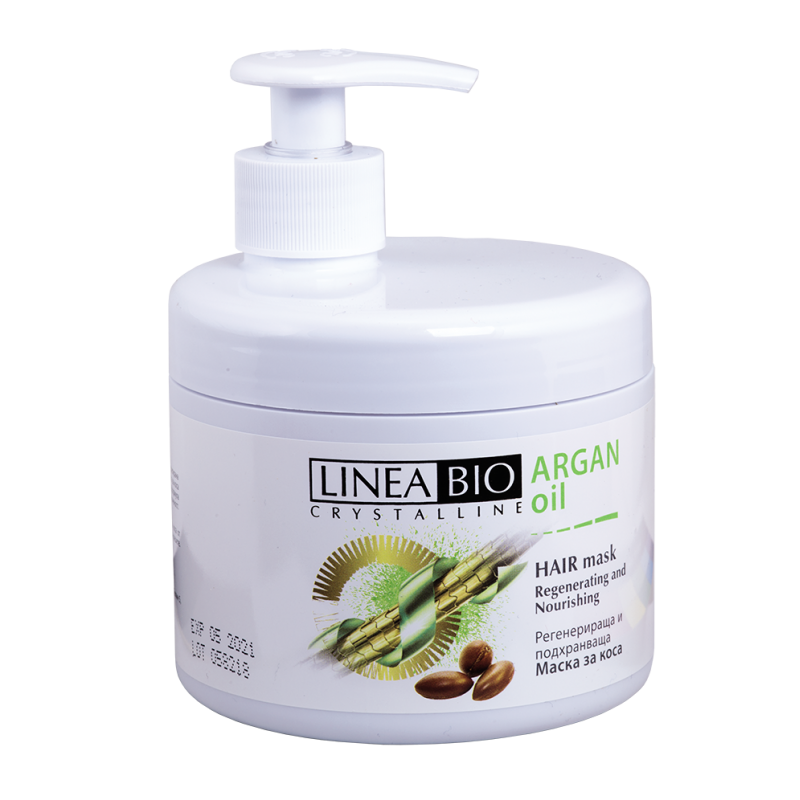 LINEA BIO
CRYSTALLINE
ARGAN
oil
HAIR mask
Regenerating and
Nourishing
Регенерираща и
подхранваща
Маска за коса
EXP 05 2021
LOT 058218